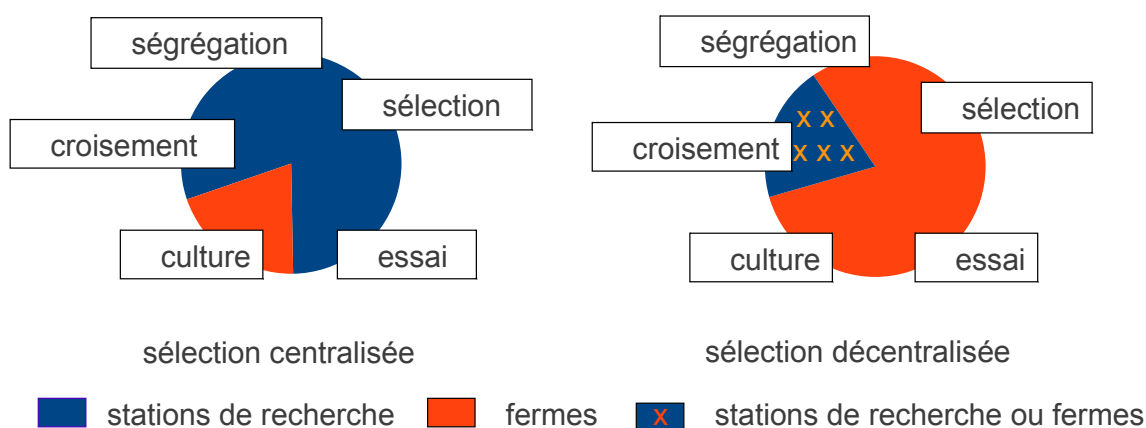 ségrégation
sélection
croisement
culture
essai
sélection centralisée
ségrégation
sélection
croisement
x x
x x x
culture
essai
sélection décentralisée
stations de recherche
fermes
x
stations de recherche ou fermes